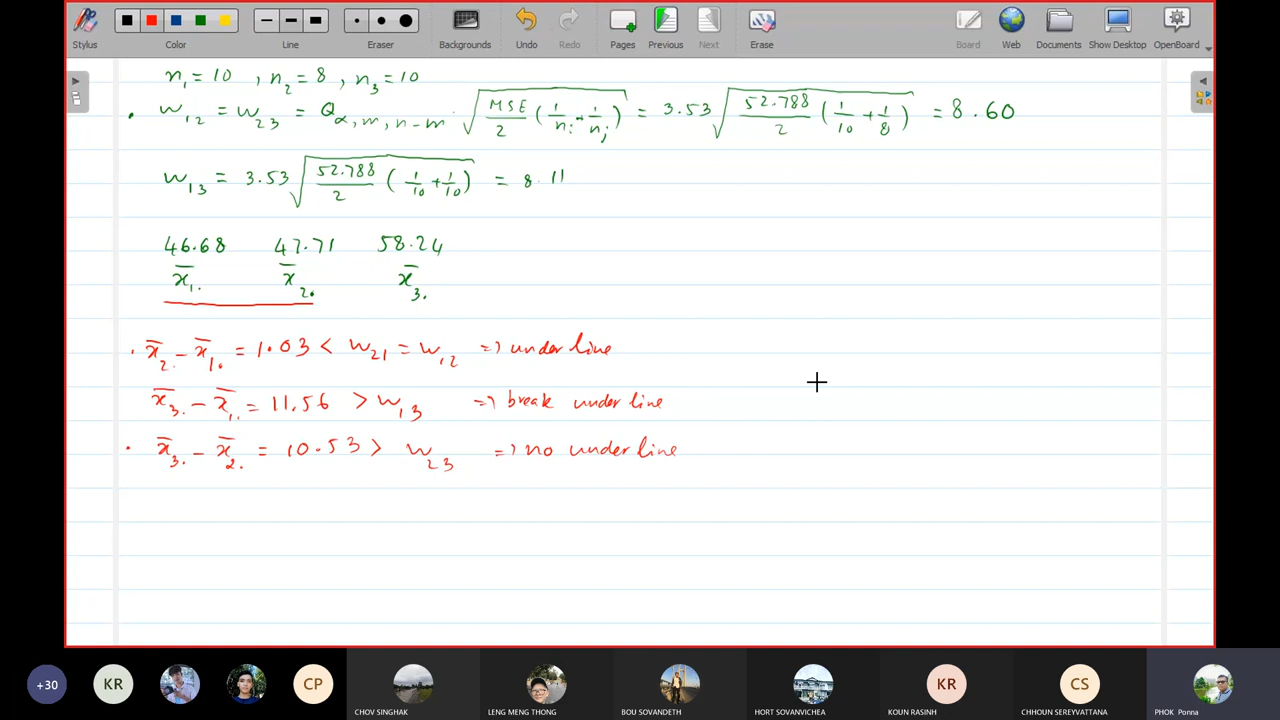 Stylus Color Line Eraser Backgrounds Undo Redo Pages Previous Next Erase Board Web Documents Show Desktop OpenBoard
n₁ = 10 , n₂ = 8 , n₃ = 10
• w₁₂ = w₂₃ = Q_{α, m, n-m} . √(MSE/2 (1/nᵢ + 1/nⱼ)) = 3.53 √(52.788/2 (1/10 + 1/8)) = 8.60
w₁₃ = 3.53 √(52.788/2 (1/10 + 1/10)) = 8.11
46.68 47.71 58.24
x̄₁. x̄₂. x̄₃.
• x̄₂. - x̄₁. = 1.03 < w₂₁ = w₁₂ => under line
x̄₃. - x̄₁. = 11.56 > w₁₃ => break under line
• x̄₃. - x̄₂. = 10.53 > w₂₃ => no under line
+30 KR CP KR CS
CHOV SINGHAK LENG MENG THONG BOU SOVANDETH HORT SOVANVICHEA KOUN RASINH CHHOUN SEREYVATTANA PHOK Ponna